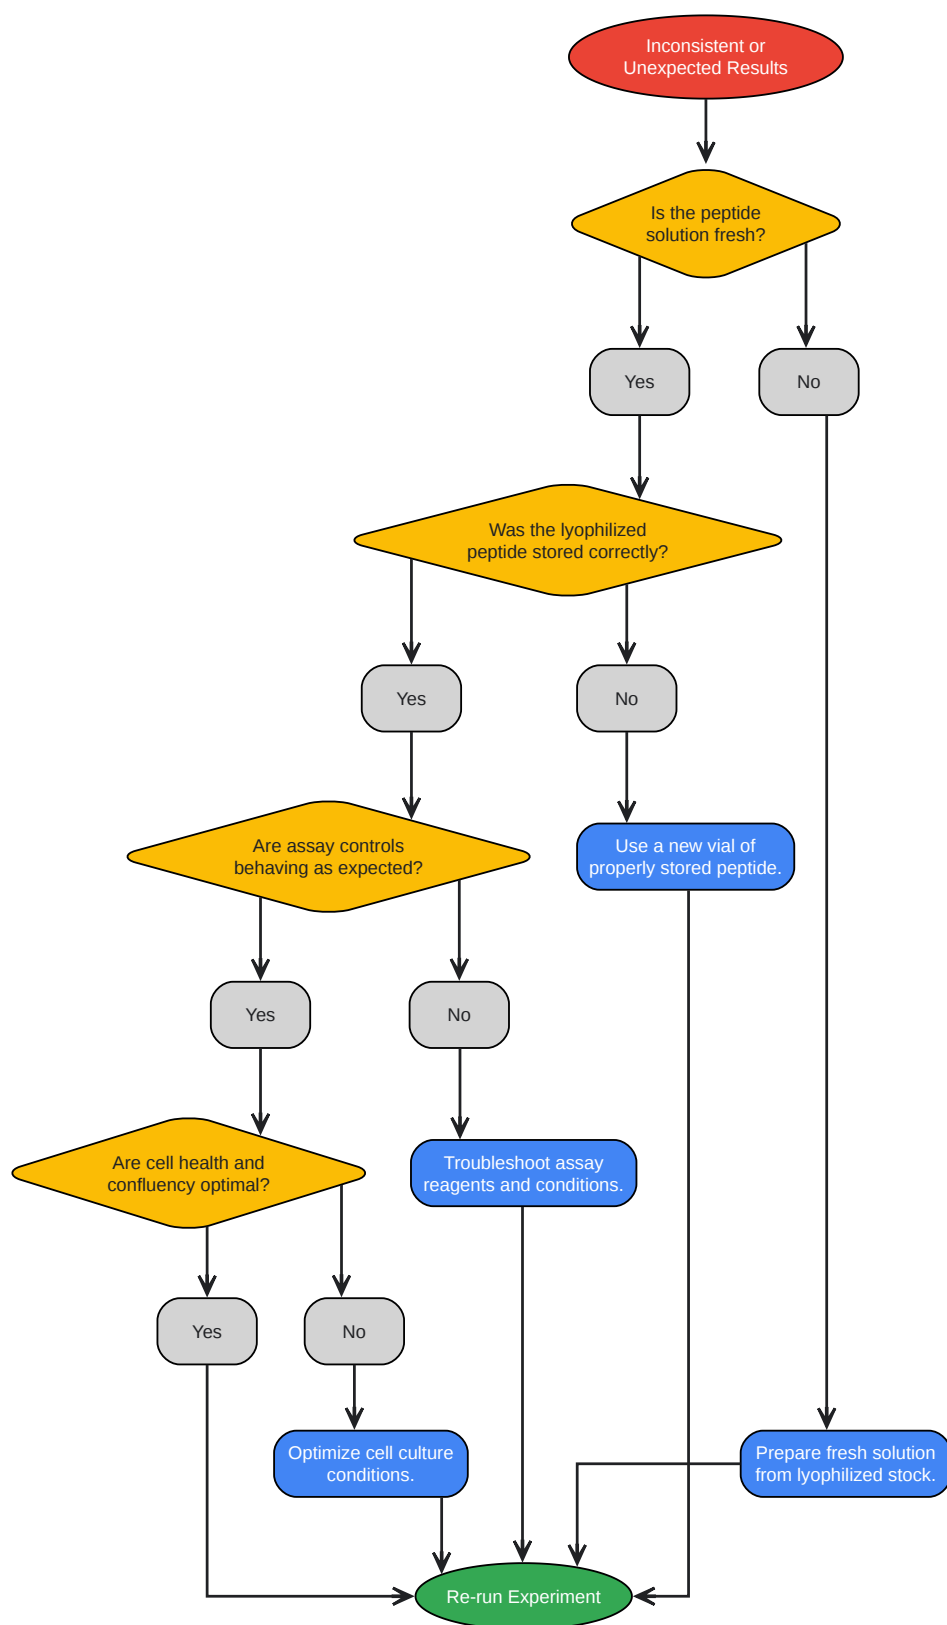 Inconsistent or
Unexpected Results
Is the peptide
solution fresh?
Yes
No
Was the lyophilized
peptide stored correctly?
Yes
No
Are assay controls
behaving as expected?
Use a new vial of
properly stored peptide.
Yes
No
Are cell health and
confluency optimal?
Troubleshoot assay
reagents and conditions.
Yes
No
Optimize cell culture
conditions.
Prepare fresh solution
from lyophilized stock.
Re-run Experiment